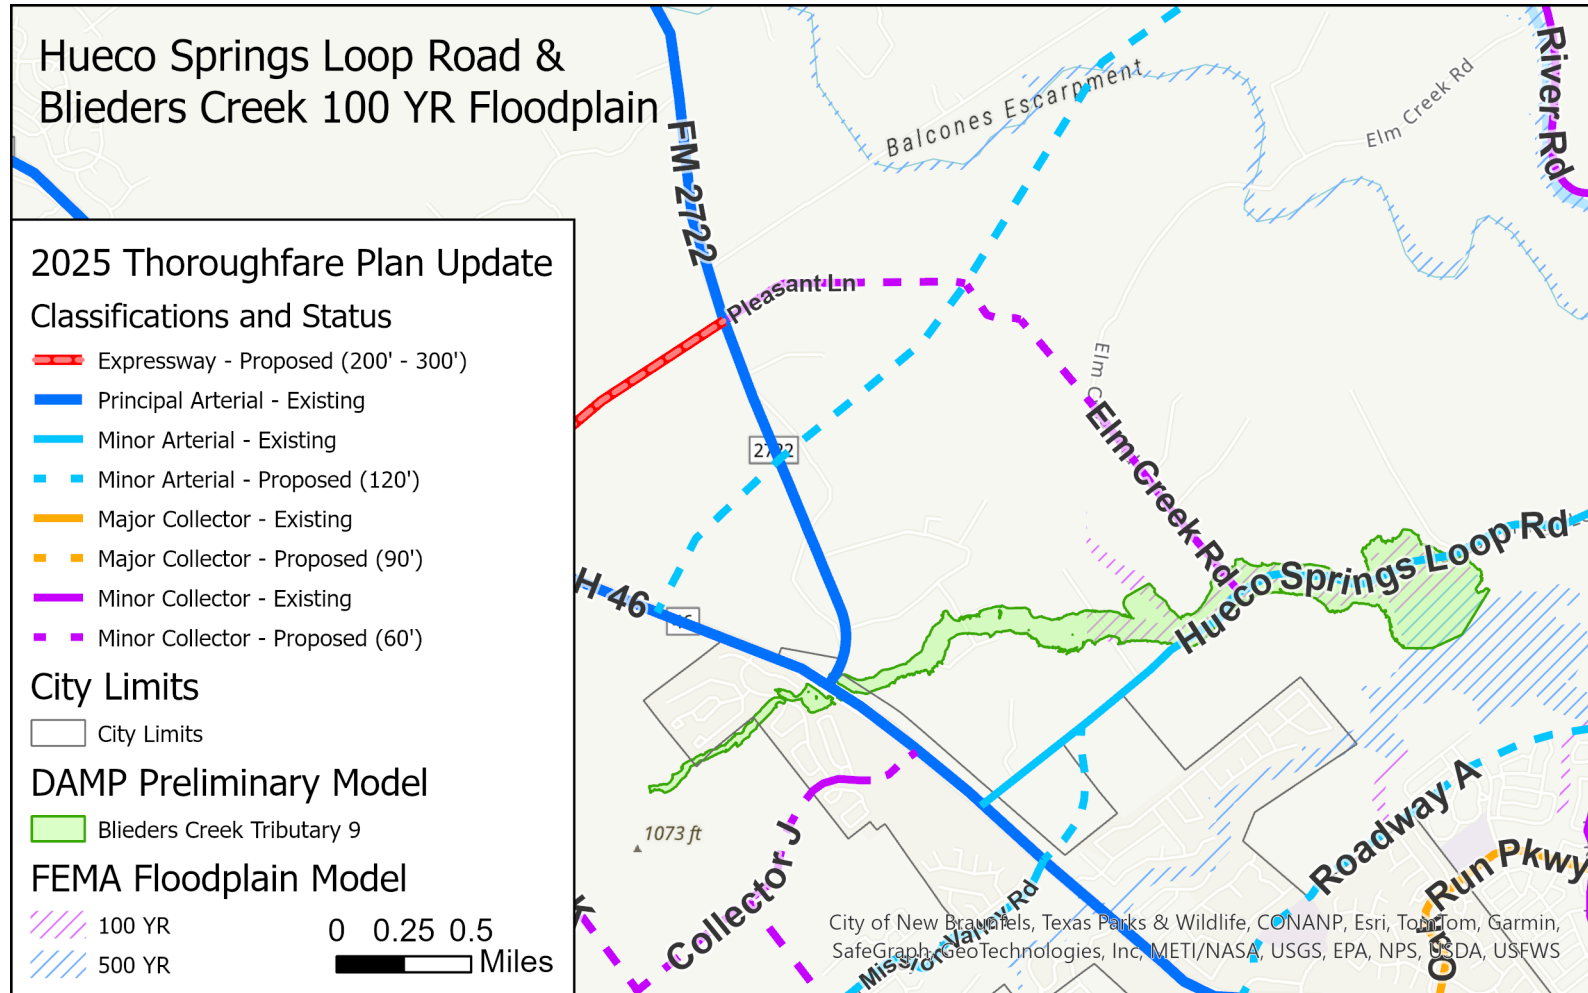 Hueco Springs Loop Road &
Blieders Creek 100 YR Floodplain
2025 Thoroughfare Plan Update
Classifications and Status
Expressway - Proposed (200' - 300')
Principal Arterial - Existing
Minor Arterial - Existing
Minor Arterial - Proposed (120')
Major Collector - Existing
Major Collector - Proposed (90')
Minor Collector - Existing
Minor Collector - Proposed (60')
City Limits
City Limits
DAMP Preliminary Model
Blieders Creek Tributary 9
FEMA Floodplain Model
100 YR
500 YR
0 0.25 0.5
Miles
FM 2722
Balcones Escarpment
Elm Creek Rd
River Rd
Pleasant Ln
Elm C
2722
Elm Creek Rd
Hueco Springs Loop Rd
H 46
1073 ft
Collector J
Mission Valley Rd
Roadway A
Run Pkwy
City of New Braunfels, Texas Parks & Wildlife, CONANP, Esri, TomTom, Garmin,
SafeGraph, GeoTechnologies, Inc, METI/NASA, USGS, EPA, NPS, USDA, USFWS